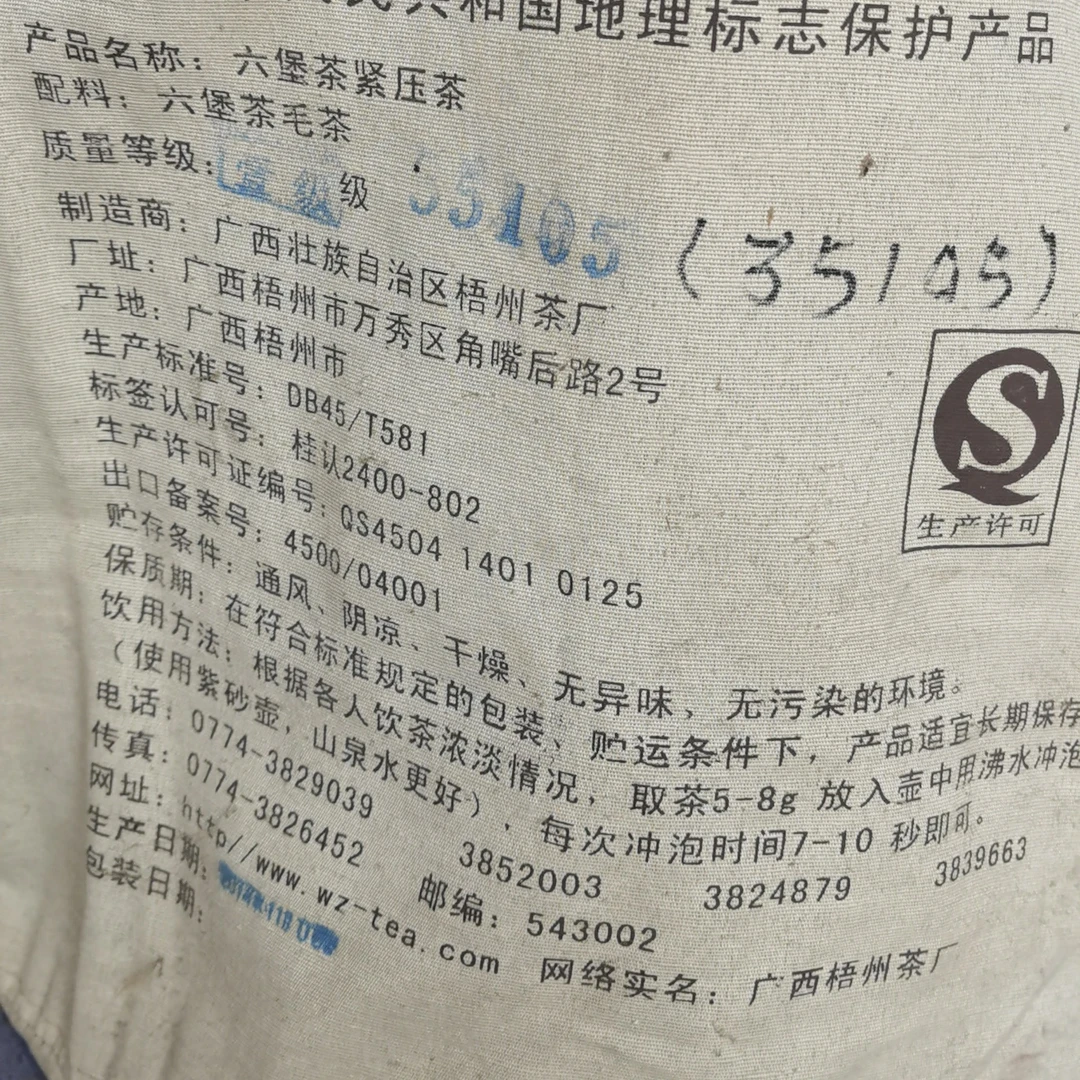 民共和国地理标志保护产品
产品名称：六堡茶紧压茶
配料：六堡茶毛茶
质量等级：壹级 级 35105 (35105)
制造商：广西壮族自治区梧州茶厂
厂址：广西梧州市万秀区角嘴后路2号
产地：广西梧州市
生产标准号：DB45/T581
标签认可号：桂认2400-802
生产许可证编号：QS4504 1401 0125
出口备案号：4500/04001
贮存条件：通风、阴凉、干燥、无异味，无污染的环境。
保质期：在符合标准规定的包装、贮运条件下，产品适宜长期保存
饮用方法：根据各人饮茶浓淡情况，取茶5-8g 放入壶中用沸水冲泡
（使用紫砂壶，山泉水更好），每次冲泡时间7-10 秒即可。
电话：0774-3829039 3852003 3824879 3839663
传真：0774-3826452 邮编：543002
网址：http//www.wz-tea.com 网络实名：广西梧州茶厂
生产日期：
包装日期：
S
生产许可